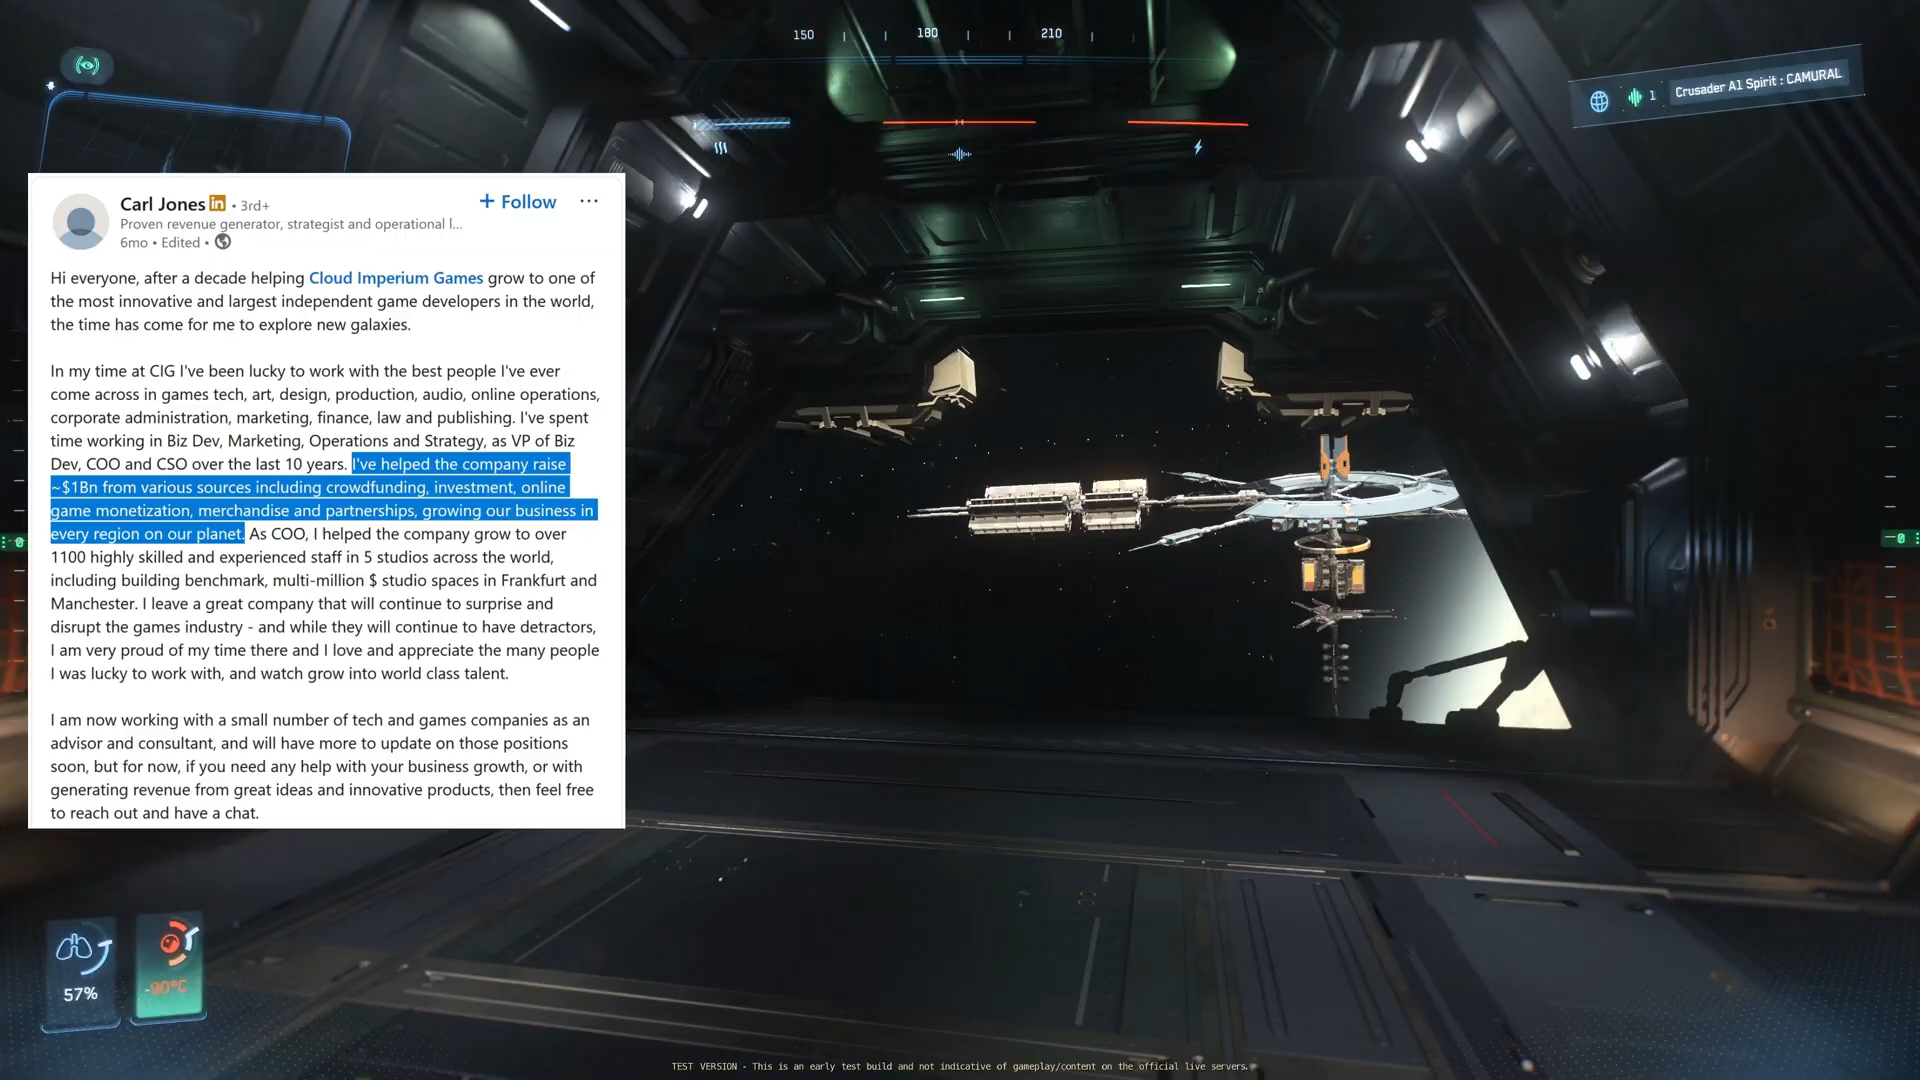 150 180 210
1 Crusader A1 Spirit : CAMURAL
Carl Jones in • 3rd+
+ Follow ...
Proven revenue generator, strategist and operational l...
6mo • Edited •
Hi everyone, after a decade helping Cloud Imperium Games grow to one of
the most innovative and largest independent game developers in the world,
the time has come for me to explore new galaxies.
In my time at CIG I've been lucky to work with the best people I've ever
come across in games tech, art, design, production, audio, online operations,
corporate administration, marketing, finance, law and publishing. I've spent
time working in Biz Dev, Marketing, Operations and Strategy, as VP of Biz
Dev, COO and CSO over the last 10 years. I've helped the company raise
~$1Bn from various sources including crowdfunding, investment, online
game monetization, merchandise and partnerships, growing our business in
every region on our planet. As COO, I helped the company grow to over
1100 highly skilled and experienced staff in 5 studios across the world,
including building benchmark, multi-million $ studio spaces in Frankfurt and
Manchester. I leave a great company that will continue to surprise and
disrupt the games industry - and while they will continue to have detractors,
I am very proud of my time there and I love and appreciate the many people
I was lucky to work with, and watch grow into world class talent.
I am now working with a small number of tech and games companies as an
advisor and consultant, and will have more to update on those positions
soon, but for now, if you need any help with your business growth, or with
generating revenue from great ideas and innovative products, then feel free
to reach out and have a chat.
0
0
57%
-90°C
TEST VERSION - This is an early test build and not indicative of gameplay/content on the official live servers.